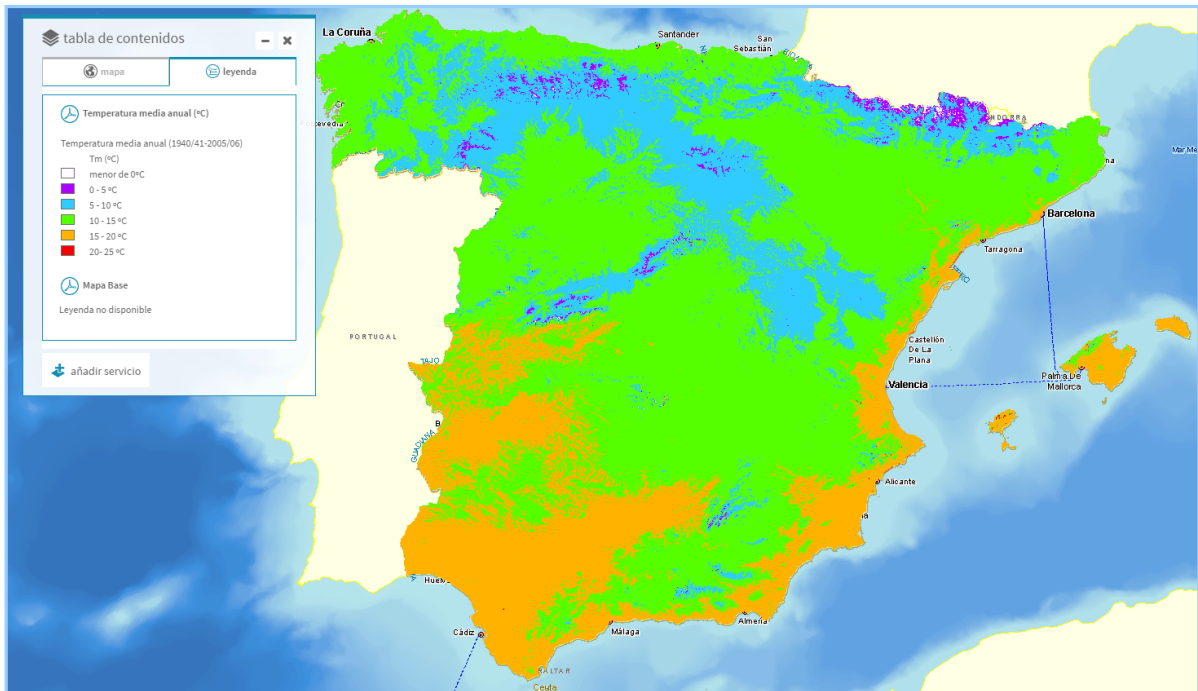 tabla de contenidos
mapa
leyenda
Temperatura media anual (ºC)
Temperatura media anual (1940/41-2005/06)
Tm (ºC)
menor de 0ºC
0 - 5 ºC
5 - 10 ºC
10 - 15 ºC
15 - 20 ºC
20- 25 ºC
Mapa Base
Leyenda no disponible
añadir servicio
La Coruña
Santander
San
Sebastián
Mar Me
Barcelona
Tarragona
EBRO
PORTUGAL
Castellón
De La
Plana
TAJO
Valencia
Palma De
Mallorca
GUADIANA
Alicante
Almería
Málaga
Cádiz
Ceuta